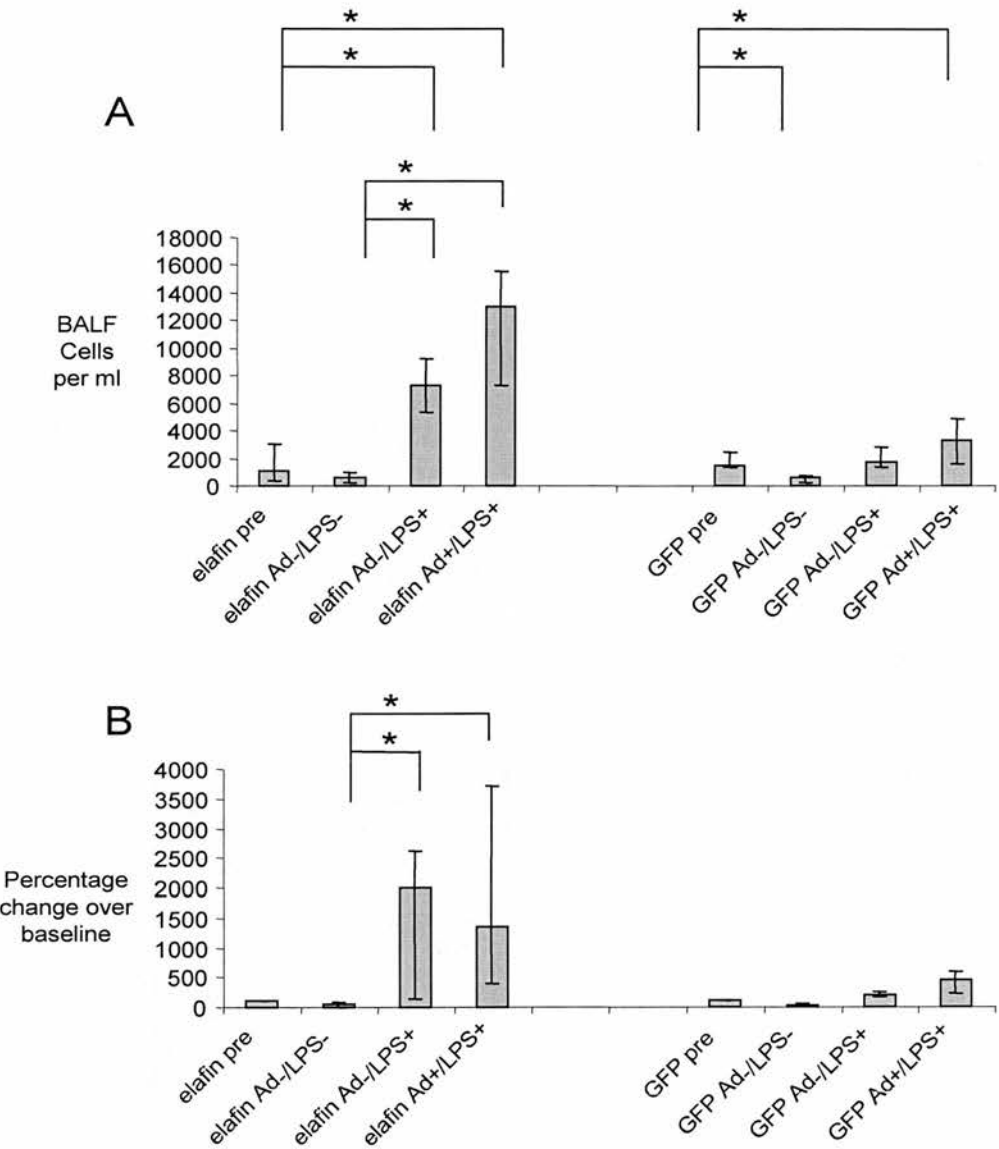 *
*
*
*
A
*
*
18000
16000
14000
12000
10000
8000
6000
4000
2000
0
BALF
Cells
per ml
elafin pre
elafin Ad-/LPS-
elafin Ad-/LPS+
elafin Ad+/LPS+
GFP pre
GFP Ad-/LPS-
GFP Ad-/LPS+
GFP Ad+/LPS+
B
*
*
4000
3500
3000
2500
2000
1500
1000
500
0
Percentage
change over
baseline
elafin pre
elafin Ad-/LPS-
elafin Ad-/LPS+
elafin Ad+/LPS+
GFP pre
GFP Ad-/LPS-
GFP Ad-/LPS+
GFP Ad+/LPS+